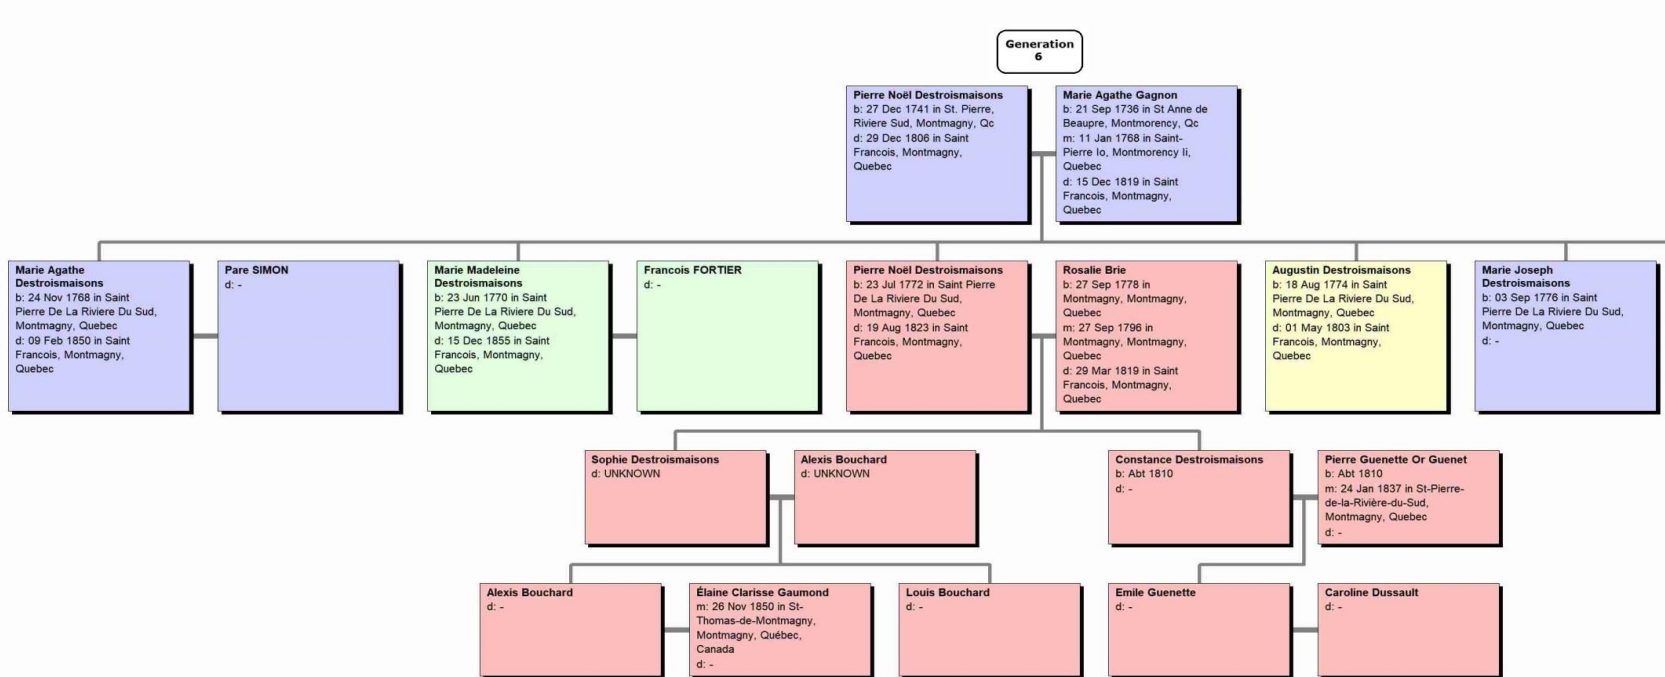 Generation
6
Pierre Noël Destroismaisons
b: 27 Dec 1741 in St. Pierre,
Riviere Sud, Montmagny, Qc
d: 29 Dec 1806 in Saint
Francois, Montmagny,
Quebec
Marie Agathe Gagnon
b: 21 Sep 1736 in St Anne de
Beaupre, Montmorency, Qc
m: 11 Jan 1768 in Saint-
Pierre Io, Montmorency Ii,
Quebec
d: 15 Dec 1819 in Saint
Francois, Montmagny,
Quebec
Marie Agathe
Destroismaisons
b: 24 Nov 1768 in Saint
Pierre De La Riviere Du Sud,
Montmagny, Quebec
d: 09 Feb 1850 in Saint
Francois, Montmagny,
Quebec
Pare SIMON
d: -
Marie Madeleine
Destroismaisons
b: 23 Jun 1770 in Saint
Pierre De La Riviere Du Sud,
Montmagny, Quebec
d: 15 Dec 1855 in Saint
Francois, Montmagny,
Quebec
Francois FORTIER
d: -
Pierre Noël Destroismaisons
b: 23 Jul 1772 in Saint Pierre
De La Riviere Du Sud,
Montmagny, Quebec
d: 19 Aug 1823 in Saint
Francois, Montmagny,
Quebec
Rosalie Brie
b: 27 Sep 1778 in
Montmagny, Montmagny,
Quebec
m: 27 Sep 1796 in
Montmagny, Montmagny,
Quebec
d: 29 Mar 1819 in Saint
Francois, Montmagny,
Quebec
Augustin Destroismaisons
b: 18 Aug 1774 in Saint
Pierre De La Riviere Du Sud,
Montmagny, Quebec
d: 01 May 1803 in Saint
Francois, Montmagny,
Quebec
Marie Joseph
Destroismaisons
b: 03 Sep 1776 in Saint
Pierre De La Riviere Du Sud,
Montmagny, Quebec
d: -
Sophie Destroismaisons
d: UNKNOWN
Alexis Bouchard
d: UNKNOWN
Constance Destroismaisons
b: Abt 1810
d: -
Pierre Guenette Or Guenet
b: Abt 1810
m: 24 Jan 1837 in St-Pierre-
de-la-Rivière-du-Sud,
Montmagny, Quebec
d: -
Alexis Bouchard
d: -
Élaine Clarisse Gaumond
m: 26 Nov 1850 in St-
Thomas-de-Montmagny,
Montmagny, Québec,
Canada
d: -
Louis Bouchard
d: -
Emile Guenette
d: -
Caroline Dussault
d: -